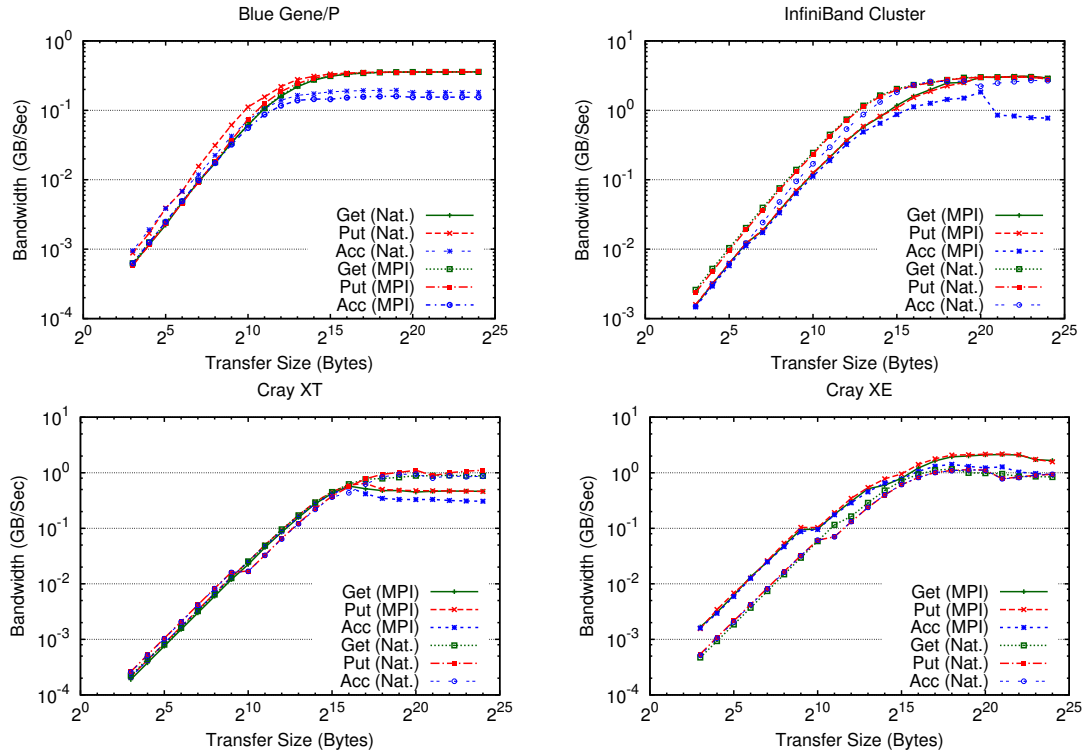 Blue Gene/P
Bandwidth (GB/Sec)
10^0
10^-1
10^-2
10^-3
10^-4
Get (Nat.)
Put (Nat.)
Acc (Nat.)
Get (MPI)
Put (MPI)
Acc (MPI)
2^0 2^5 2^10 2^15 2^20 2^25
Transfer Size (Bytes)
InfiniBand Cluster
Bandwidth (GB/Sec)
10^1
10^0
10^-1
10^-2
10^-3
Get (MPI)
Put (MPI)
Acc (MPI)
Get (Nat.)
Put (Nat.)
Acc (Nat.)
2^0 2^5 2^10 2^15 2^20 2^25
Transfer Size (Bytes)
Cray XT
Bandwidth (GB/Sec)
10^1
10^0
10^-1
10^-2
10^-3
10^-4
Get (MPI)
Put (MPI)
Acc (MPI)
Get (Nat.)
Put (Nat.)
Acc (Nat.)
2^0 2^5 2^10 2^15 2^20 2^25
Transfer Size (Bytes)
Cray XE
Bandwidth (GB/Sec)
10^1
10^0
10^-1
10^-2
10^-3
10^-4
Get (MPI)
Put (MPI)
Acc (MPI)
Get (Nat.)
Put (Nat.)
Acc (Nat.)
2^0 2^5 2^10 2^15 2^20 2^25
Transfer Size (Bytes)